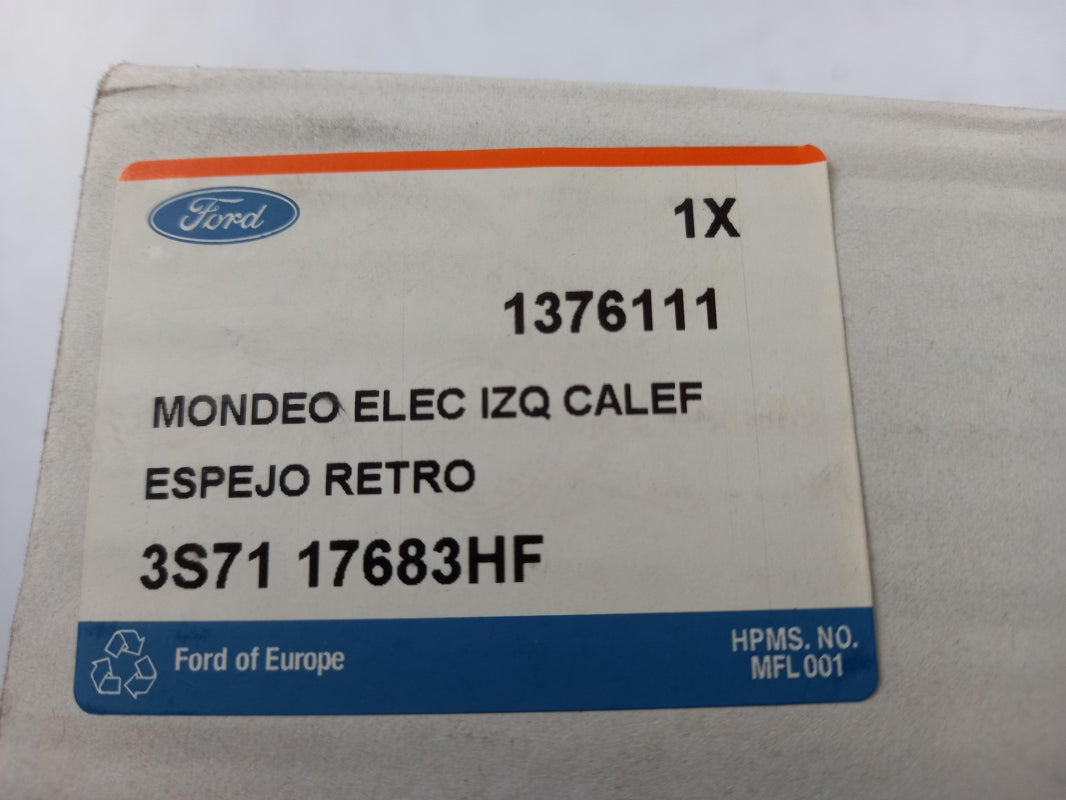 Ford
1X
1376111
MONDEO ELEC IZQ CALEF
ESPEJO RETRO
3S71 17683HF
Ford of Europe
HPMS. NO.
MFL 001